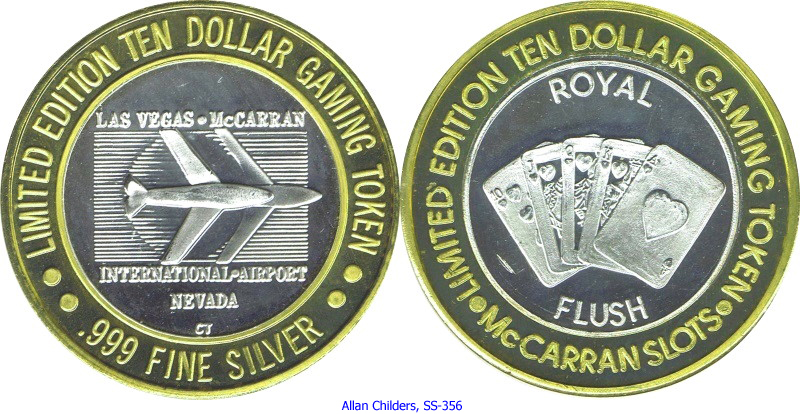 LIMITED EDITION TEN DOLLAR GAMING TOKEN
LAS VEGAS • McCARRAN
INTERNATIONAL-AIRPORT
NEVADA
CT
.999 FINE SILVER
LIMITED EDITION TEN DOLLAR GAMING TOKEN
ROYAL
FLUSH
McCARRAN SLOTS
Allan Childers, SS-356